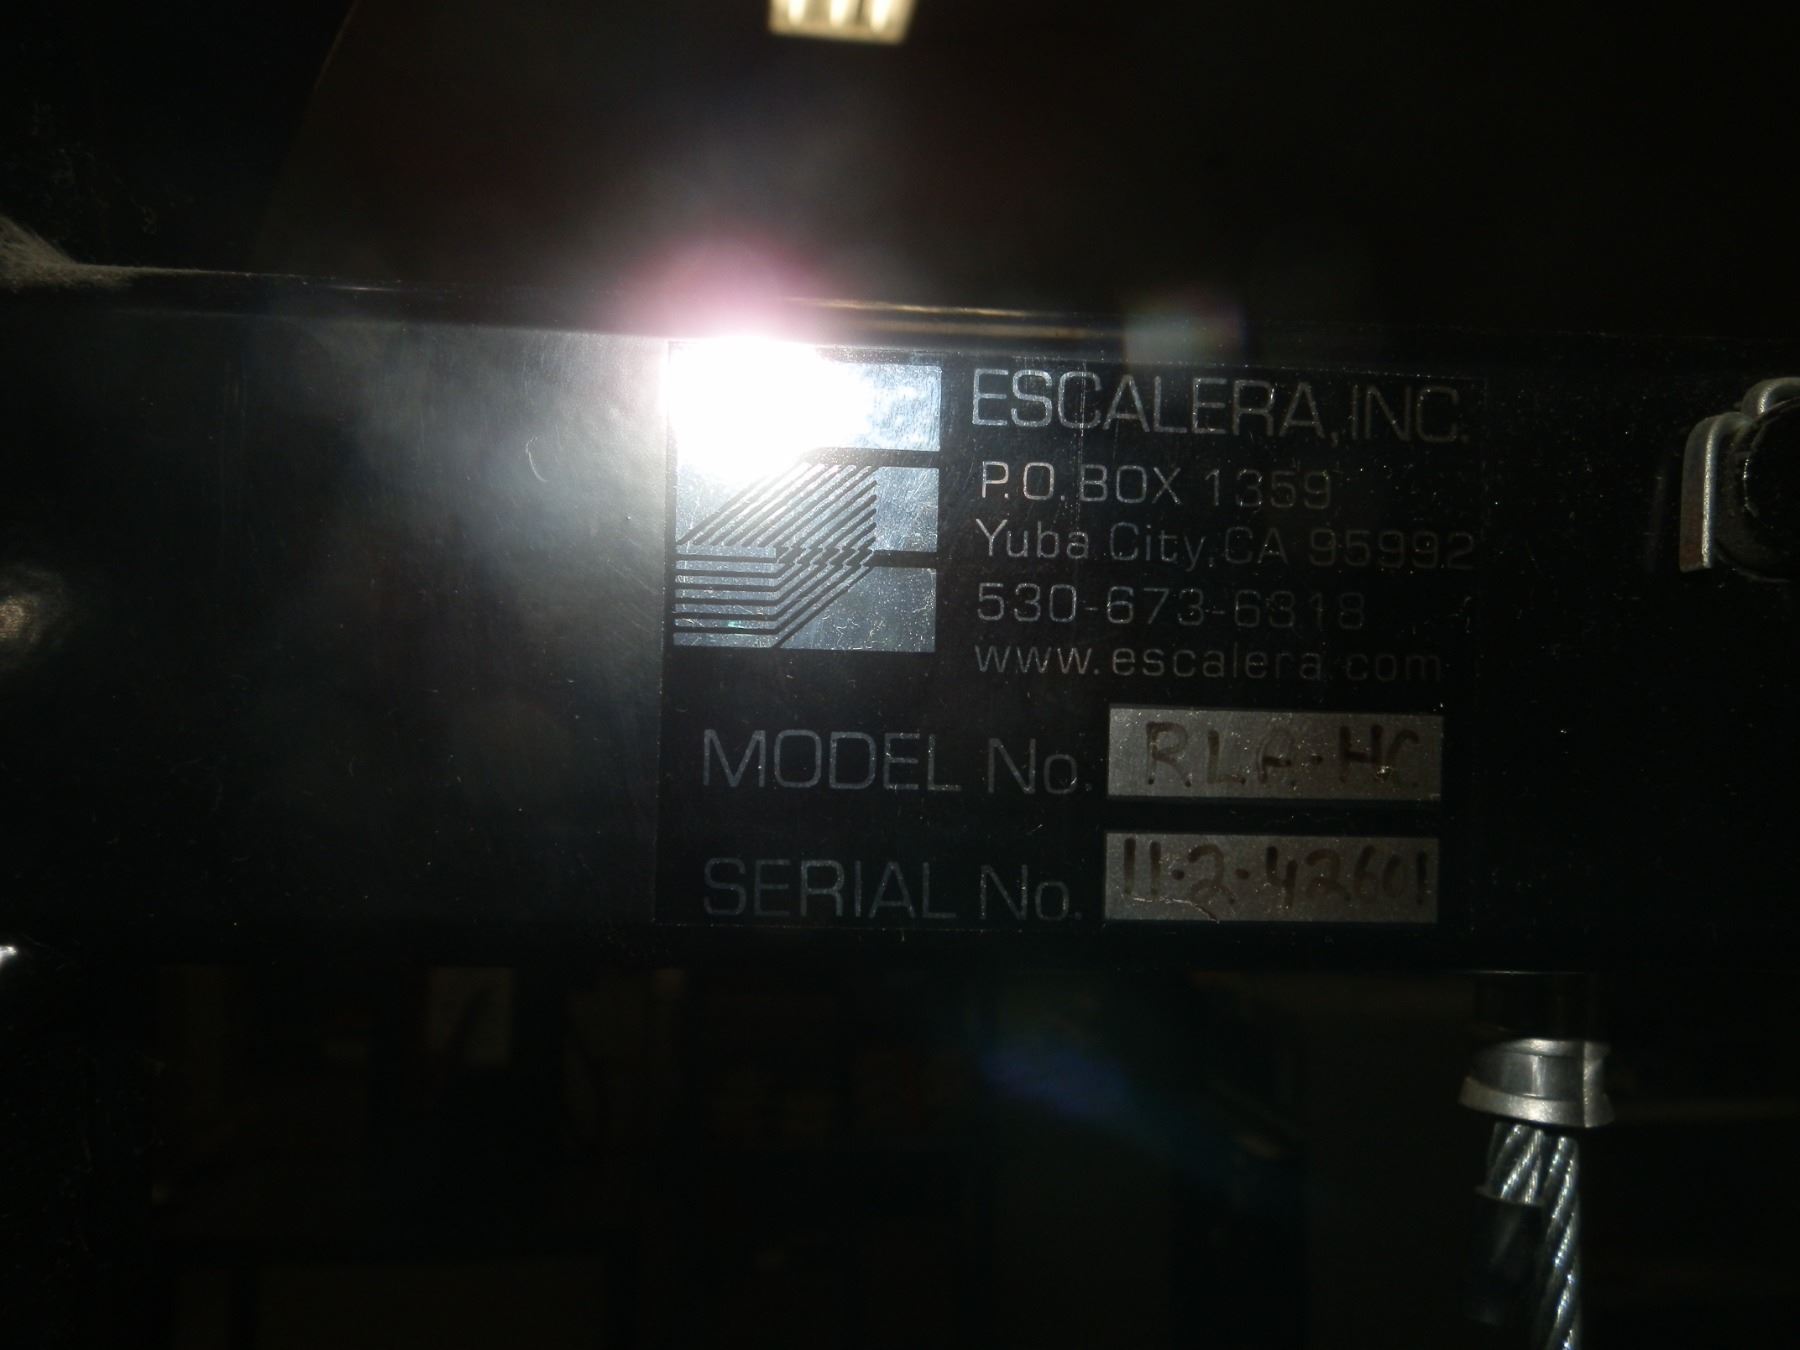 ESCALERA, INC.
P.O. BOX 1359
Yuba City, CA 95992
530-673-6318
www.escalera.com
MODEL No. RLA-HC
SERIAL No. 11-2-42601